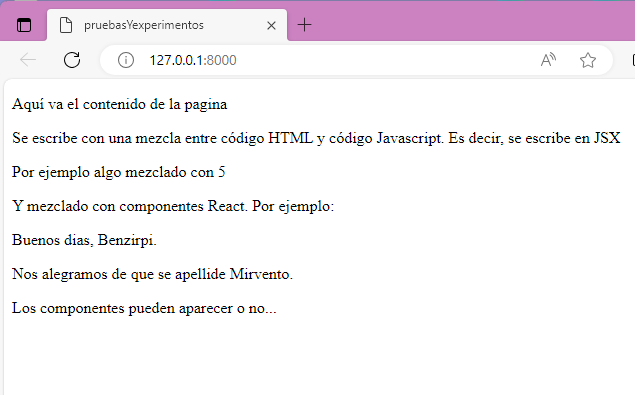 pruebasYexperimentos
127.0.0.1:8000
Aquí va el contenido de la pagina
Se escribe con una mezcla entre código HTML y código Javascript. Es decir, se escribe en JSX
Por ejemplo algo mezclado con 5
Y mezclado con componentes React. Por ejemplo:
Buenos dias, Benzirpi.
Nos alegramos de que se apellide Mirvento.
Los componentes pueden aparecer o no...